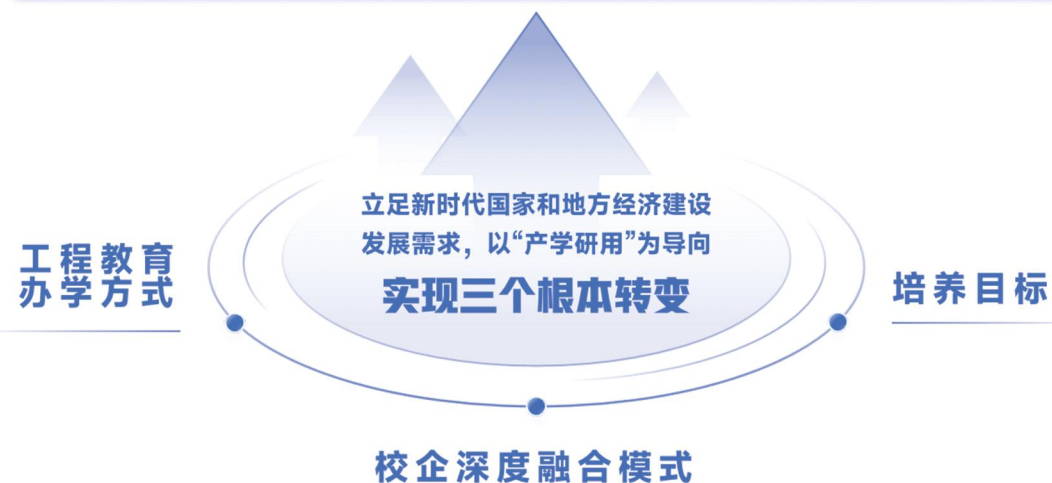 立足新时代国家和地方经济建设
发展需求，以“产学研用”为导向
实现三个根本转变
工程教育
办学方式
培养目标
校企深度融合模式